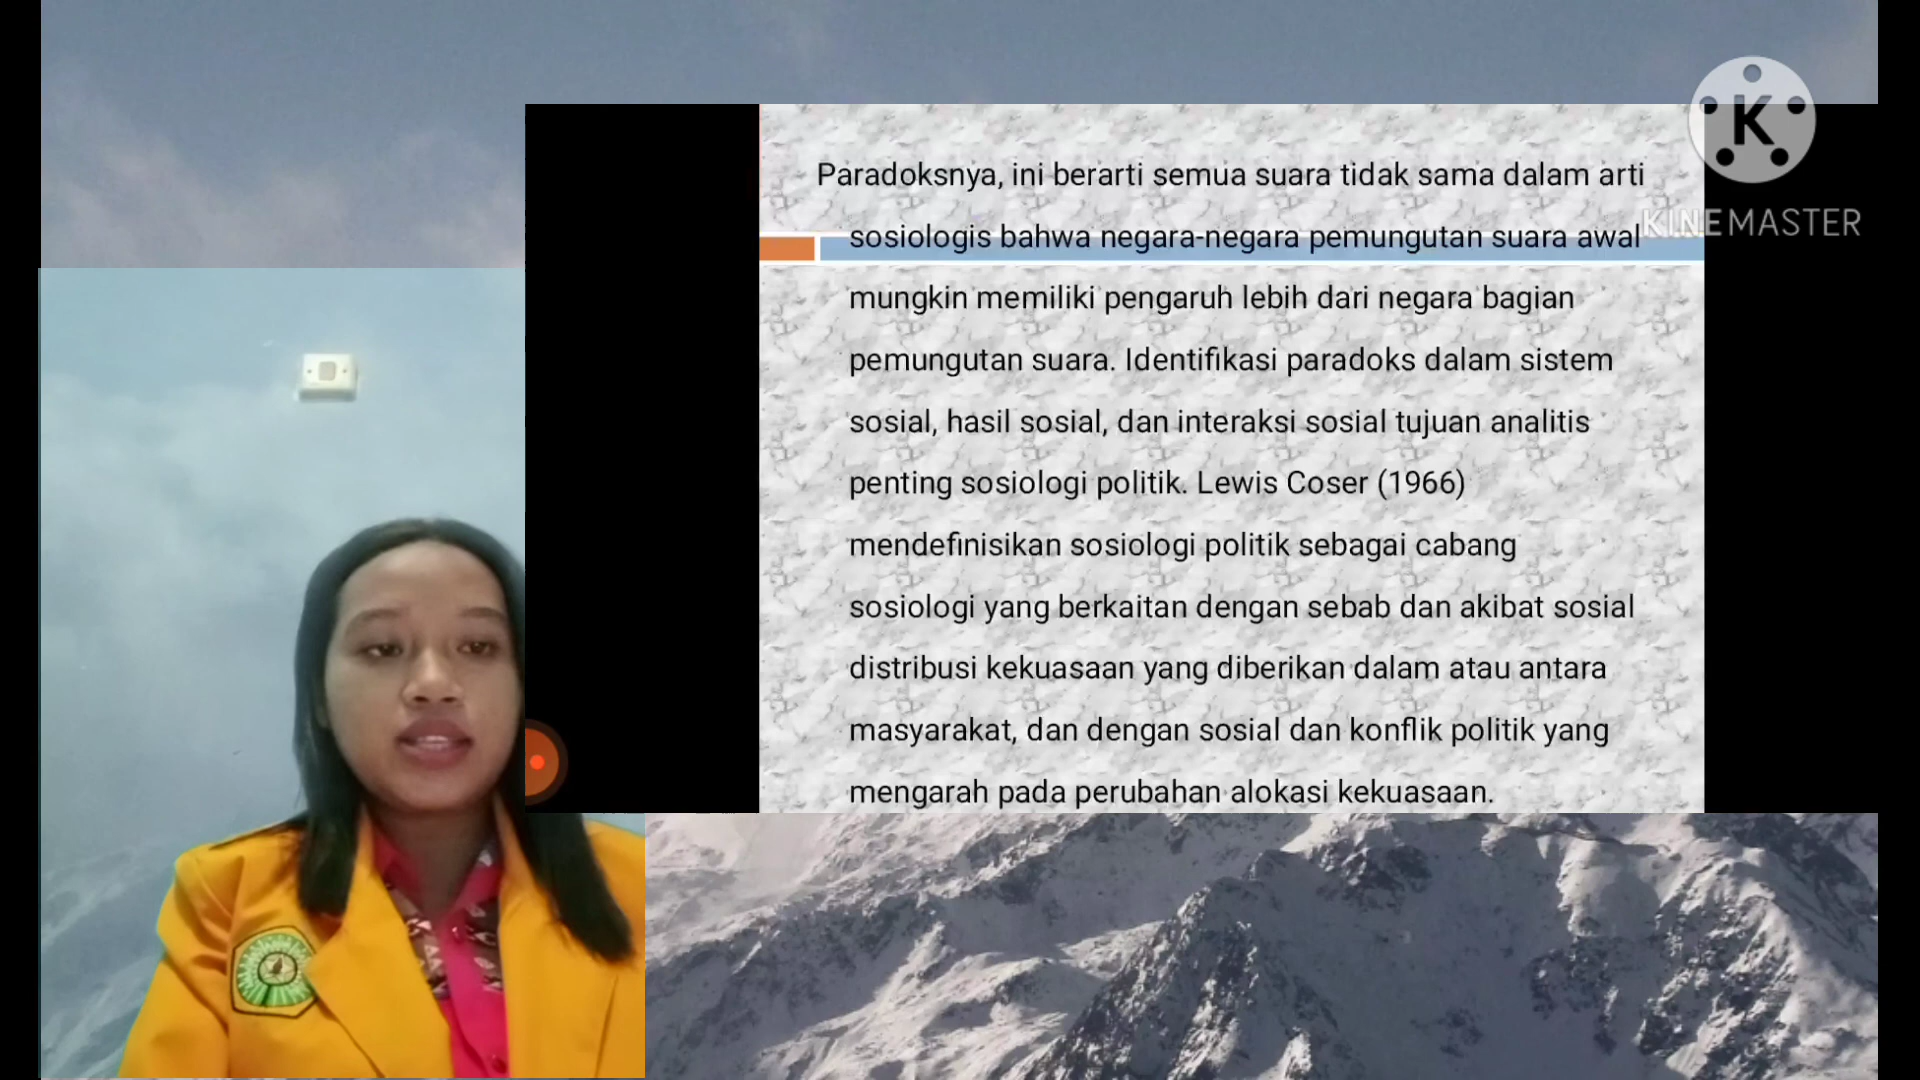 Paradoksnya, ini berarti semua suara tidak sama dalam arti
sosiologis bahwa negara-negara pemungutan suara awal
mungkin memiliki pengaruh lebih dari negara bagian
pemungutan suara. Identifikasi paradoks dalam sistem
sosial, hasil sosial, dan interaksi sosial tujuan analitis
penting sosiologi politik. Lewis Coser (1966)
mendefinisikan sosiologi politik sebagai cabang
sosiologi yang berkaitan dengan sebab dan akibat sosial
distribusi kekuasaan yang diberikan dalam atau antara
masyarakat, dan dengan sosial dan konflik politik yang
mengarah pada perubahan alokasi kekuasaan.
K
KINEMASTER